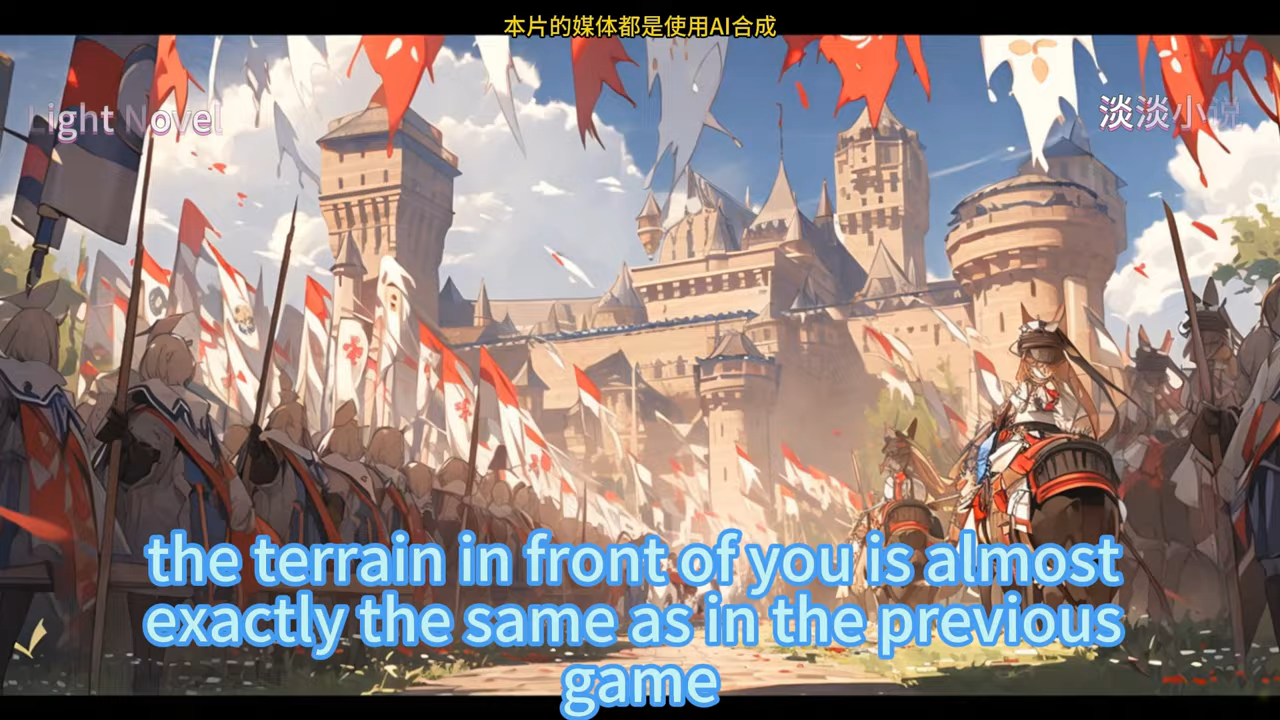 本片的媒体都是使用AI合成
Light Novel
淡淡小说
the terrain in front of you is almost
exactly the same as in the previous
game